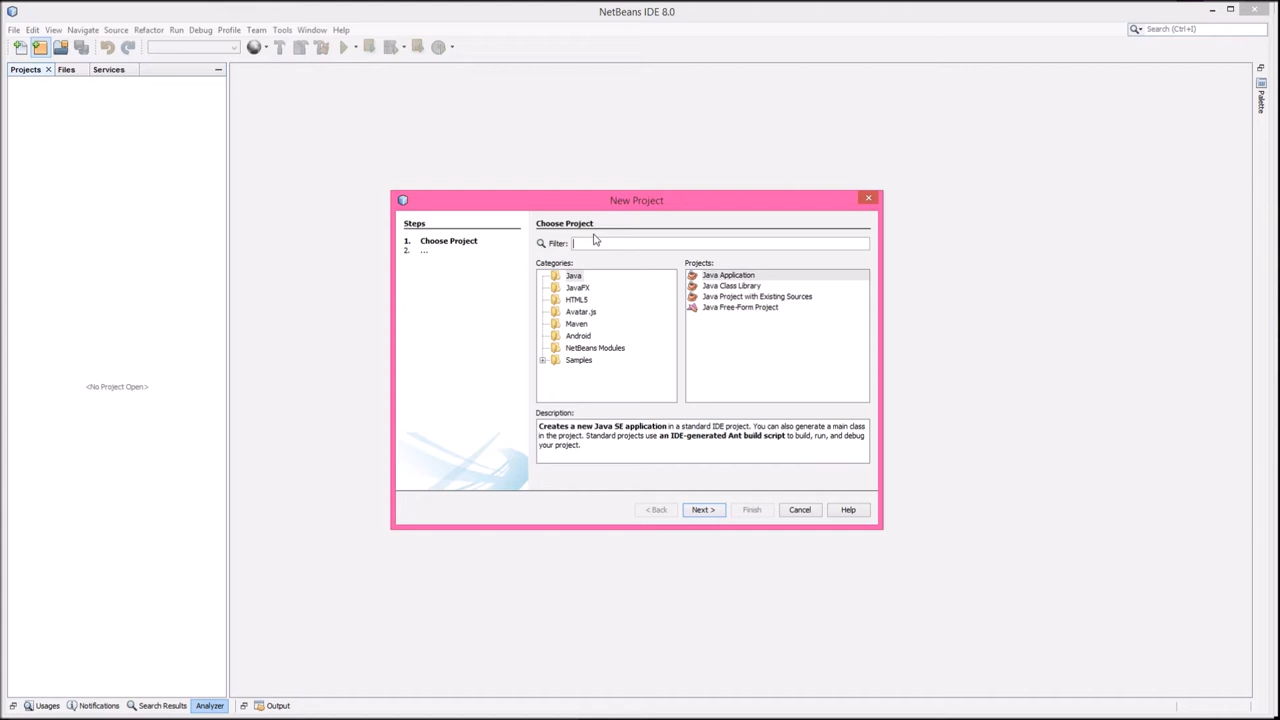 NetBeans IDE 8.0
File Edit View Navigate Source Refactor Run Debug Profile Team Tools Window Help
Search (Ctrl+I)
Projects Files Services
Palette
<No Project Open>
New Project
Steps
1. Choose Project
2. ...
Choose Project
Filter:
Categories:
Java
JavaFX
HTML5
Avatar.js
Maven
Android
NetBeans Modules
Samples
Projects:
Java Application
Java Class Library
Java Project with Existing Sources
Java Free-Form Project
Description:
Creates a new Java SE application in a standard IDE project. You can also generate a main class
in the project. Standard projects use an IDE-generated Ant build script to build, run, and debug
your project.
< Back Next > Finish Cancel Help
Usages Notifications Search Results Analyzer Output